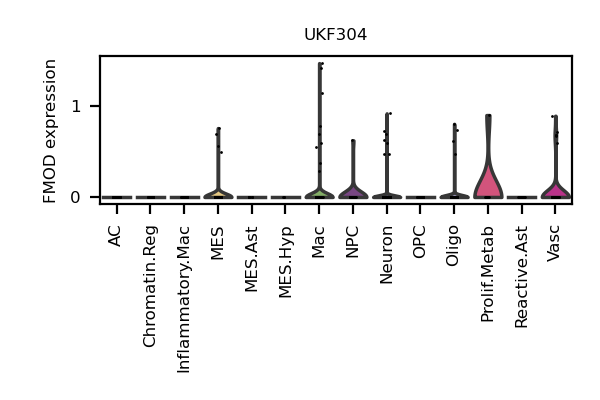 UKF304
FMOD expression
1
0
AC
Chromatin.Reg
Inflammatory.Mac
MES
MES.Ast
MES.Hyp
Mac
NPC
Neuron
OPC
Oligo
Prolif.Metab
Reactive.Ast
Vasc